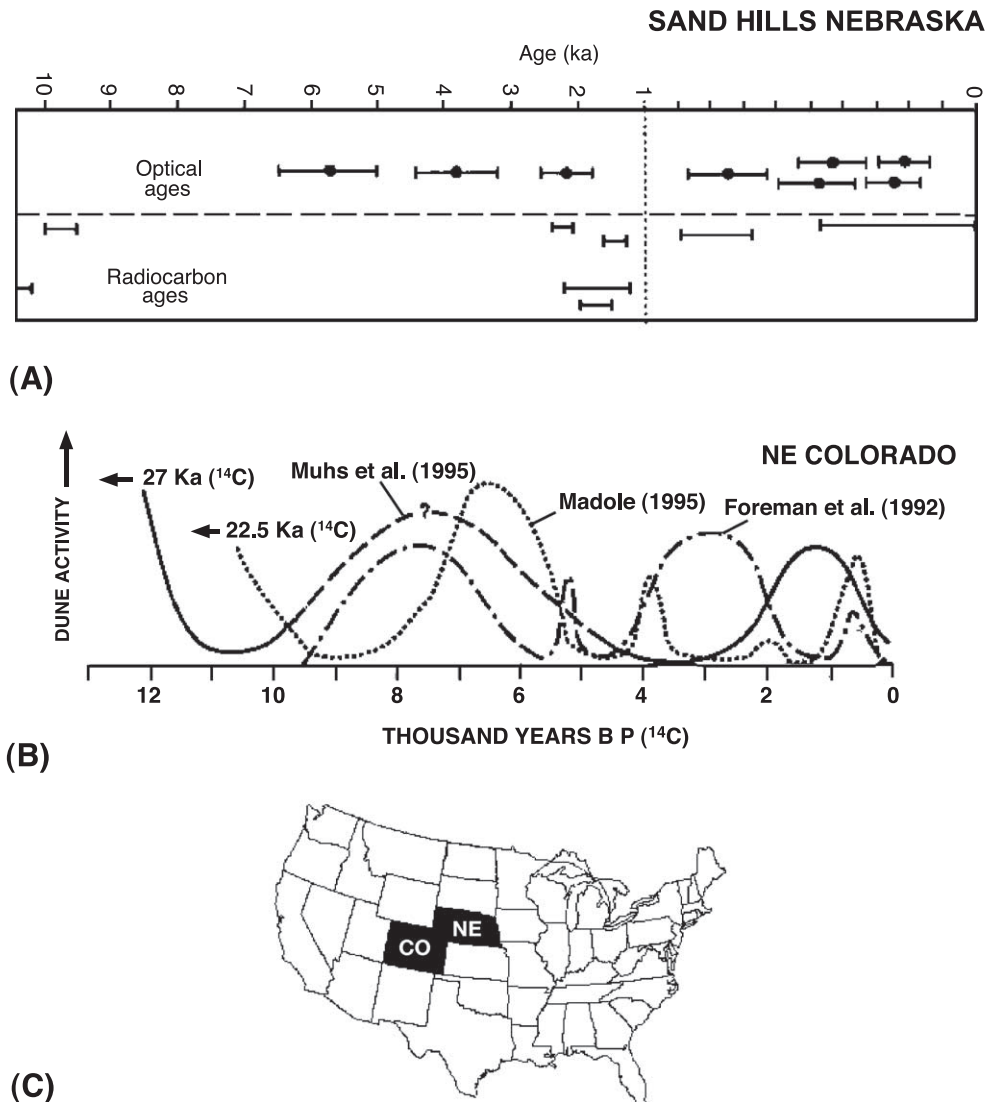 SAND HILLS NEBRASKA
Age (ka)
10 9 8 7 6 5 4 3 2 1 0
Optical
ages
Radiocarbon
ages
(A)
DUNE ACTIVITY
NE COLORADO
27 Ka (¹⁴C)
Muhs et al. (1995)
Madole (1995)
Foreman et al. (1992)
22.5 Ka (¹⁴C)
?
12 10 8 6 4 2 0
THOUSAND YEARS B P (¹⁴C)
(B)
NE
CO
(C)